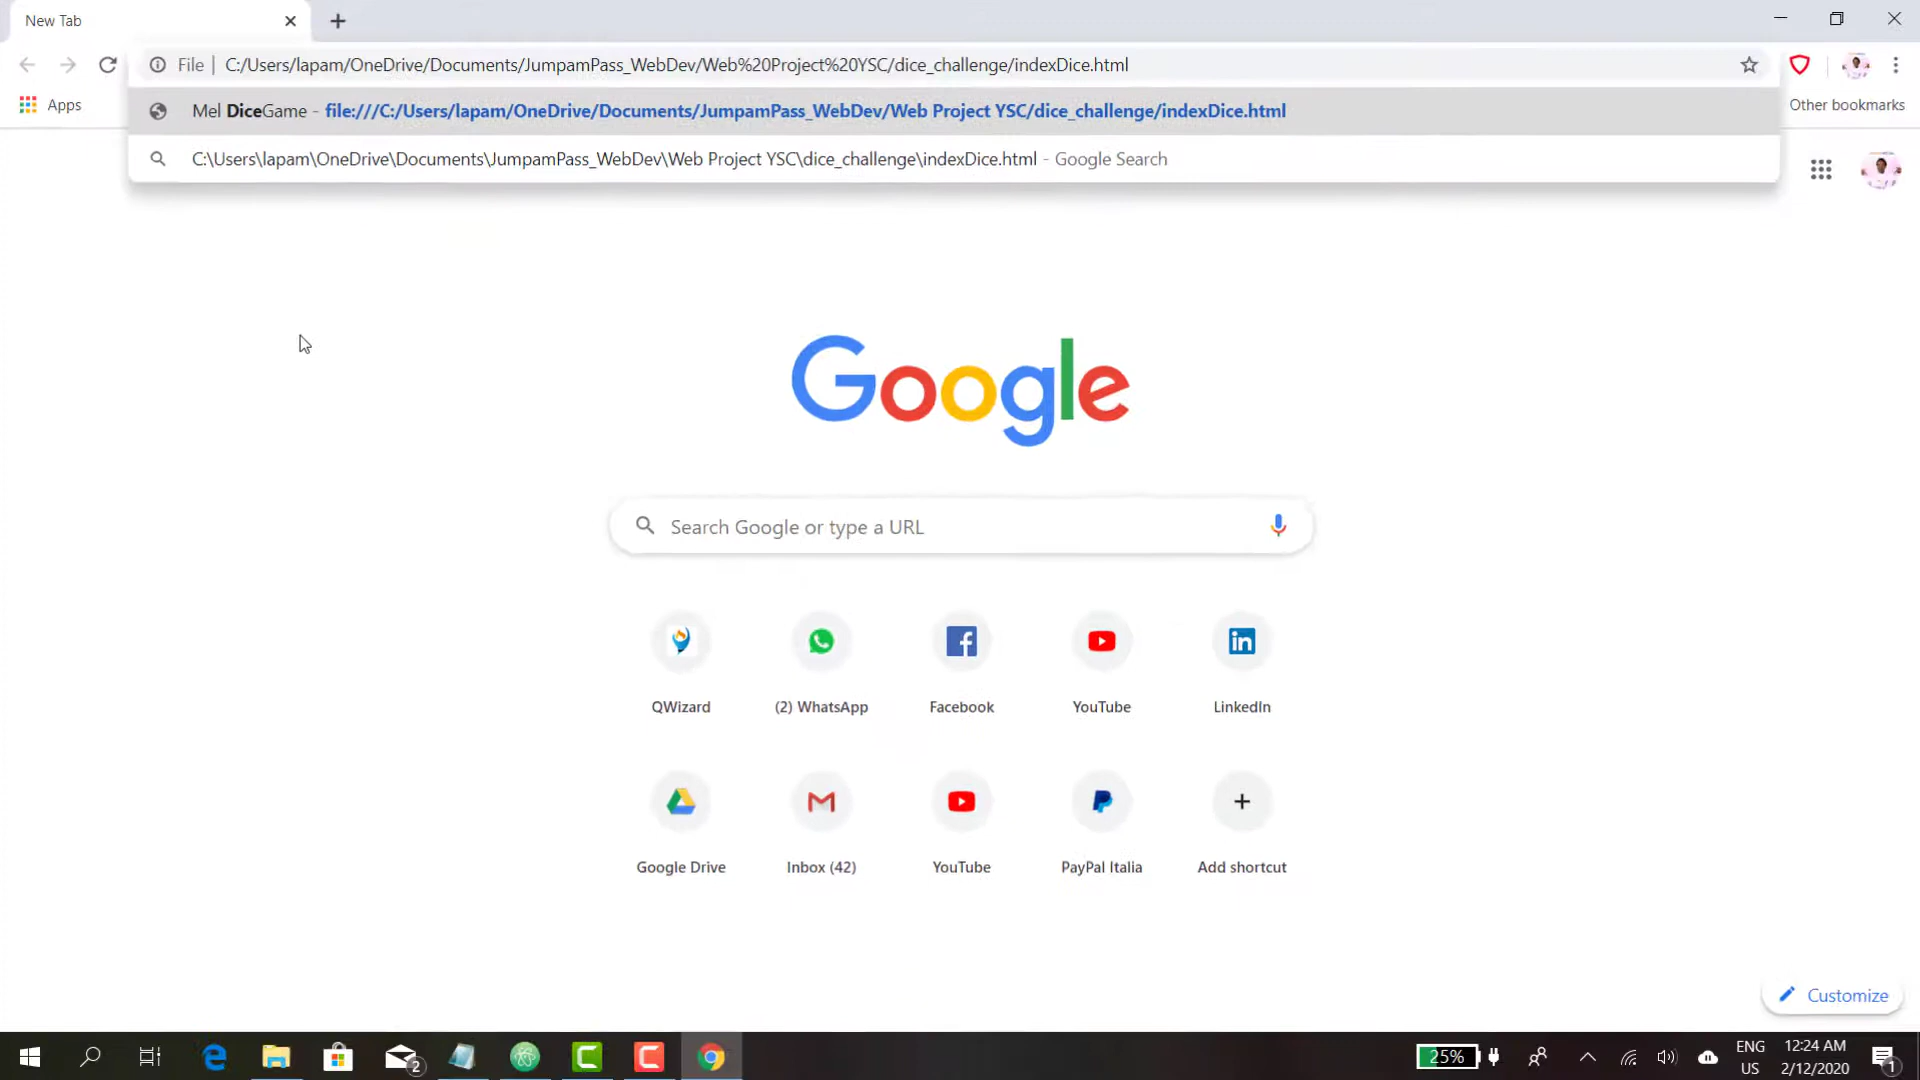 New Tab
File | C:/Users/lapam/OneDrive/Documents/JumpamPass_WebDev/Web%20Project%20YSC/dice_challenge/indexDice.html
Apps
Mel DiceGame - file:///C:/Users/lapam/OneDrive/Documents/JumpamPass_WebDev/Web Project YSC/dice_challenge/indexDice.html
Other bookmarks
C:\Users\lapam\OneDrive\Documents\JumpamPass_WebDev\Web Project YSC\dice_challenge\indexDice.html - Google Search
Google
Search Google or type a URL
QWizard
(2) WhatsApp
Facebook
YouTube
LinkedIn
Google Drive
Inbox (42)
YouTube
PayPal Italia
Add shortcut
Customize
2
25%
ENG
US
12:24 AM
2/12/2020
1